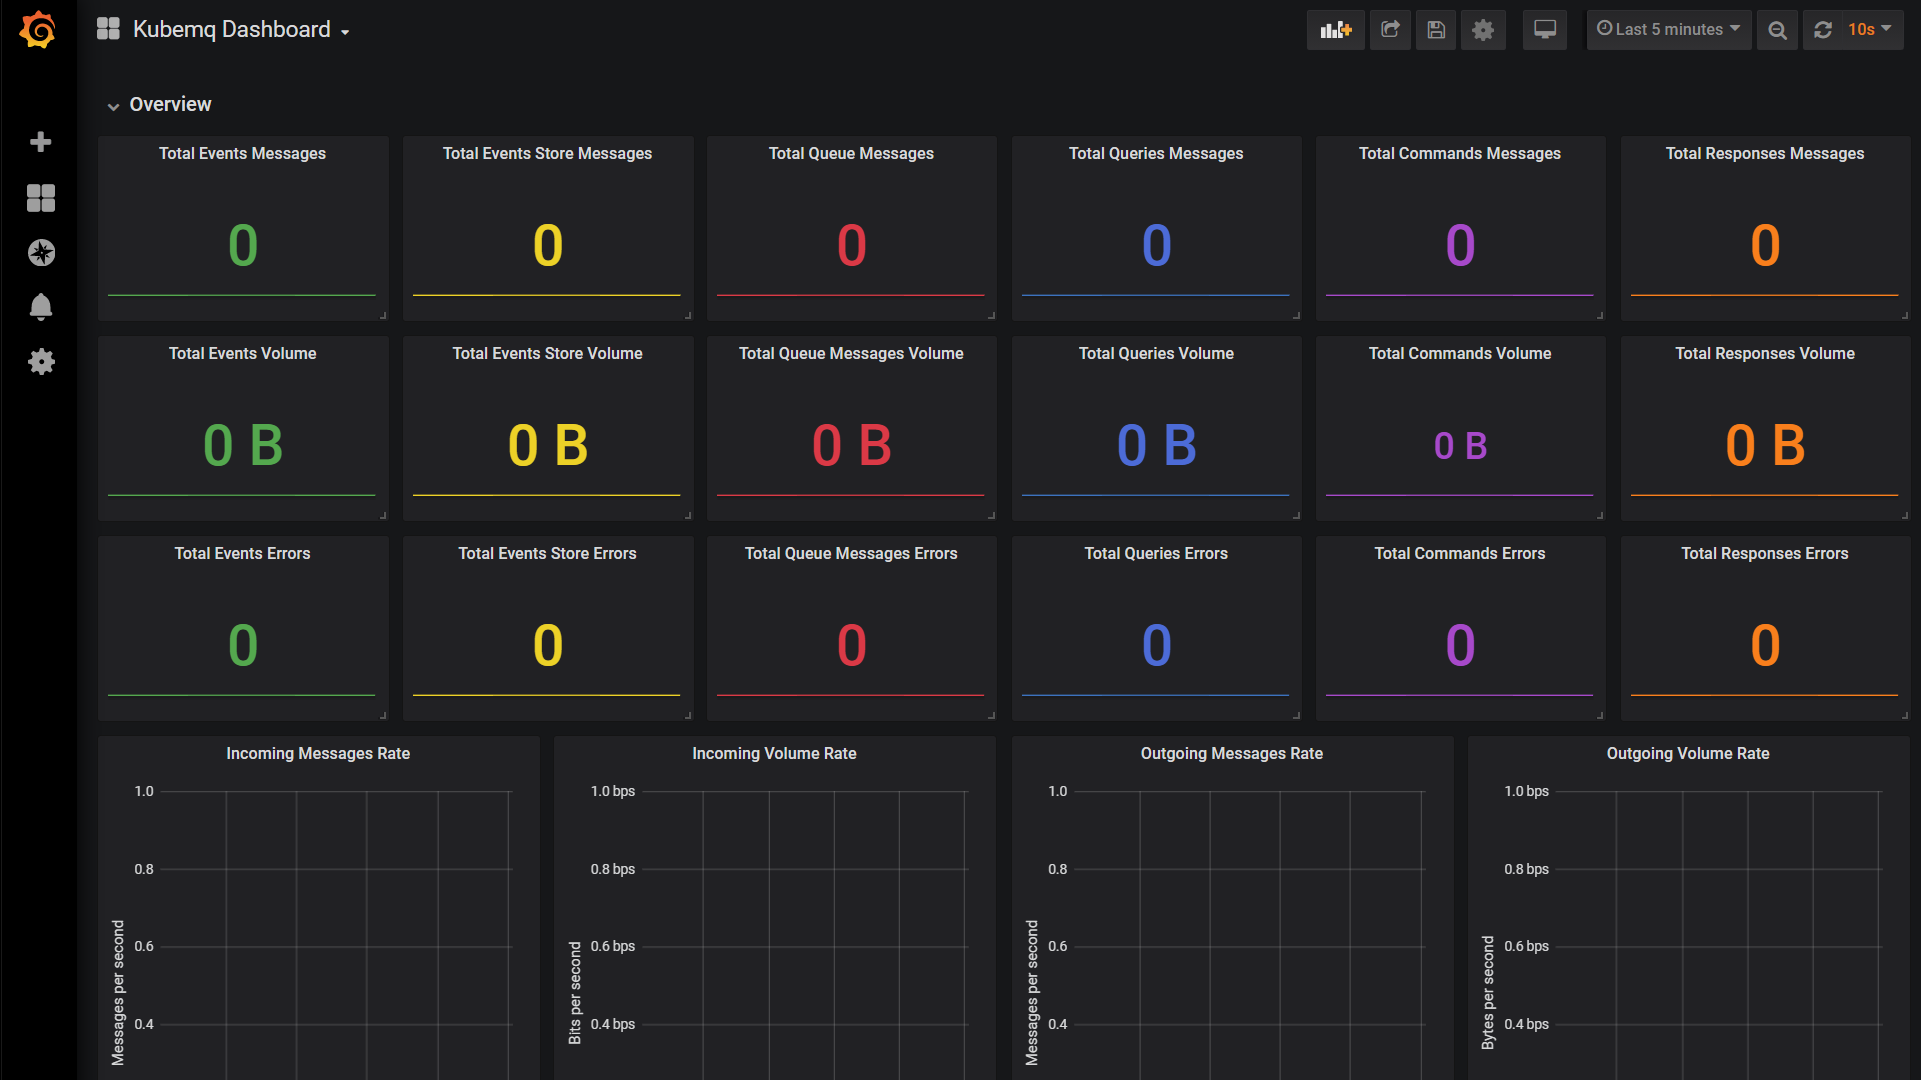 Kubemq Dashboard
Last 5 minutes
10s
Overview
Total Events Messages
0
Total Events Store Messages
0
Total Queue Messages
0
Total Queries Messages
0
Total Commands Messages
0
Total Responses Messages
0
Total Events Volume
0 B
Total Events Store Volume
0 B
Total Queue Messages Volume
0 B
Total Queries Volume
0 B
Total Commands Volume
0 B
Total Responses Volume
0 B
Total Events Errors
0
Total Events Store Errors
0
Total Queue Messages Errors
0
Total Queries Errors
0
Total Commands Errors
0
Total Responses Errors
0
Incoming Messages Rate
Messages per second
1.0
0.8
0.6
0.4
Incoming Volume Rate
Bits per second
1.0 bps
0.8 bps
0.6 bps
0.4 bps
Outgoing Messages Rate
Messages per second
1.0
0.8
0.6
0.4
Outgoing Volume Rate
Bytes per second
1.0 bps
0.8 bps
0.6 bps
0.4 bps